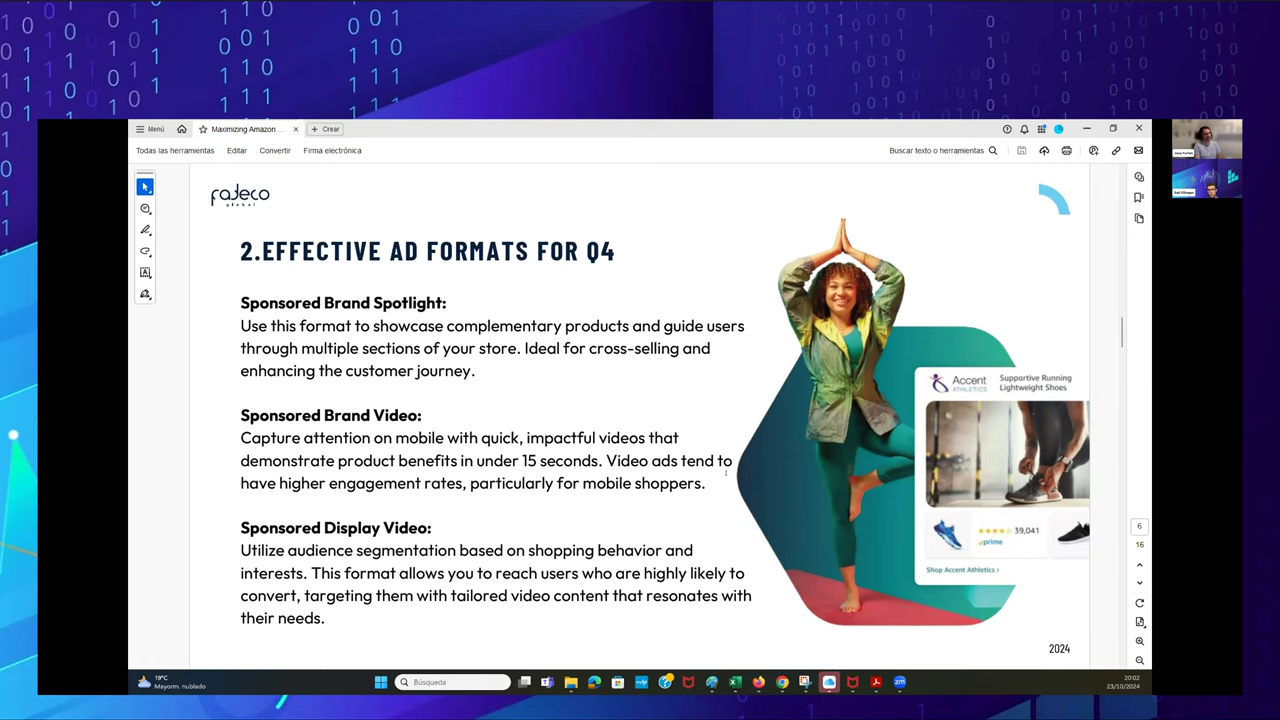 Menú
Maximizing Amazon ...
Crear
Todas las herramientas
Editar
Convertir
Firma electrónica
Buscar texto o herramientas
fadeco
global
2.EFFECTIVE AD FORMATS FOR Q4
Sponsored Brand Spotlight:
Use this format to showcase complementary products and guide users
through multiple sections of your store. Ideal for cross-selling and
enhancing the customer journey.
Sponsored Brand Video:
Capture attention on mobile with quick, impactful videos that
demonstrate product benefits in under 15 seconds. Video ads tend to
have higher engagement rates, particularly for mobile shoppers.
Sponsored Display Video:
Utilize audience segmentation based on shopping behavior and
interests. This format allows you to reach users who are highly likely to
convert, targeting them with tailored video content that resonates with
their needs.
Accent
ATHLETICS
Supportive Running
Lightweight Shoes
39,041
prime
Shop Accent Athletics
2024
6
16
19°C
Mayorm. nublado
Búsqueda
20:02
23/10/2024